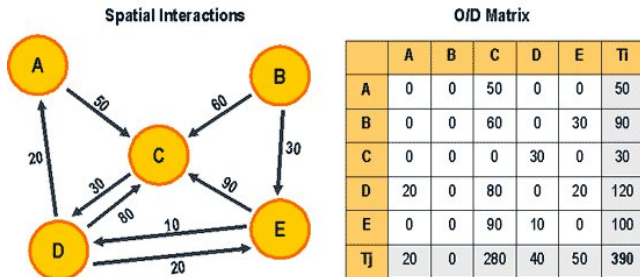 Spatial Interactions
A
B
C
D
E
50
60
30
20
30
80
90
10
20
O/D Matrix
A B C D E Ti
A 0 0 50 0 0 50
B 0 0 60 0 30 90
C 0 0 0 30 0 30
D 20 0 80 0 20 120
E 0 0 90 10 0 100
Tj 20 0 280 40 50 390